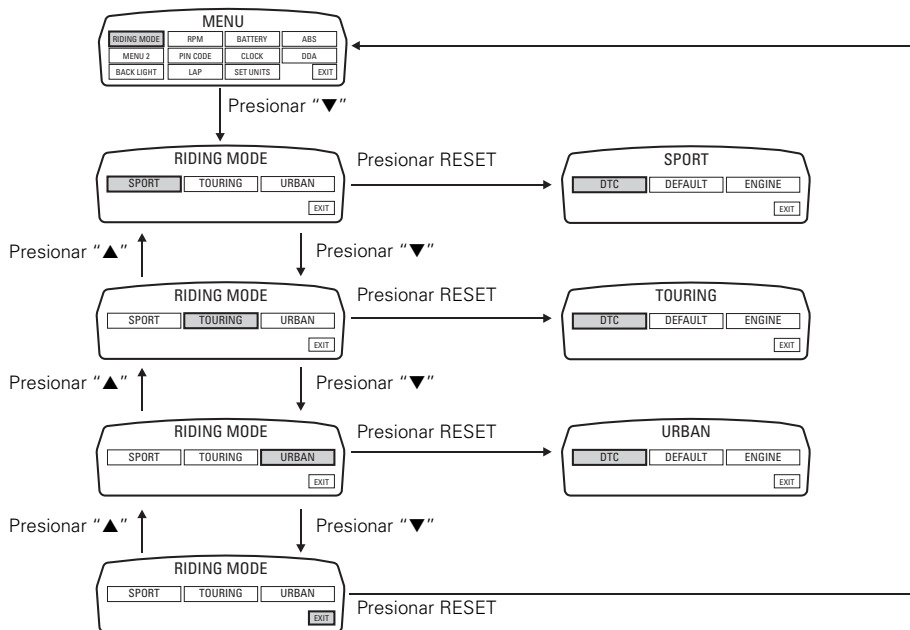 MENU
RIDING MODE RPM BATTERY ABS
MENU 2 PIN CODE CLOCK DDA
BACK LIGHT LAP SET UNITS EXIT
Presionar "▼"
RIDING MODE
SPORT TOURING URBAN
EXIT
Presionar RESET
SPORT
DTC DEFAULT ENGINE
EXIT
Presionar "▲"
Presionar "▼"
RIDING MODE
SPORT TOURING URBAN
EXIT
Presionar RESET
TOURING
DTC DEFAULT ENGINE
EXIT
Presionar "▲"
Presionar "▼"
RIDING MODE
SPORT TOURING URBAN
EXIT
Presionar RESET
URBAN
DTC DEFAULT ENGINE
EXIT
Presionar "▲"
Presionar "▼"
RIDING MODE
SPORT TOURING URBAN
EXIT
Presionar RESET